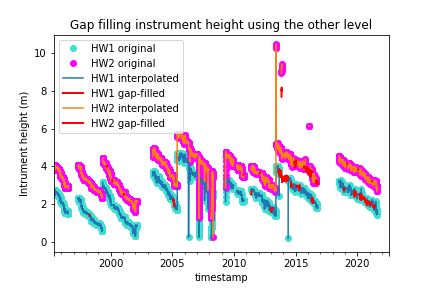 Gap filling instrument height using the other level
10
8
6
4
2
0
Intrument height (m)
HW1 original
HW2 original
HW1 interpolated
HW1 gap-filled
HW2 interpolated
HW2 gap-filled
2000
2005
2010
2015
2020
timestamp